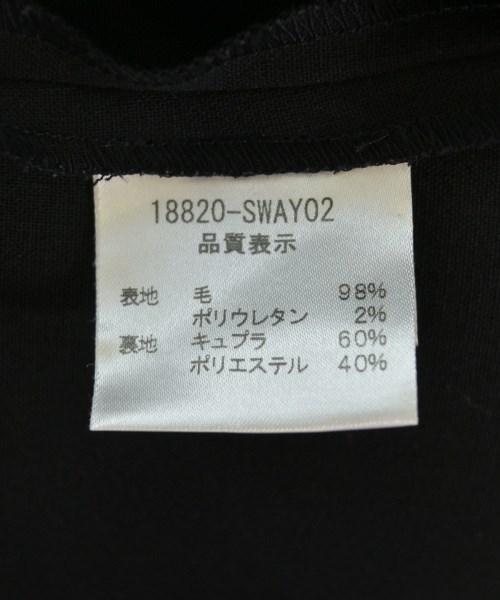 18820-SWAY02
品質表示
表地 毛 98%
ポリウレタン 2%
裏地 キュプラ 60%
ポリエステル 40%